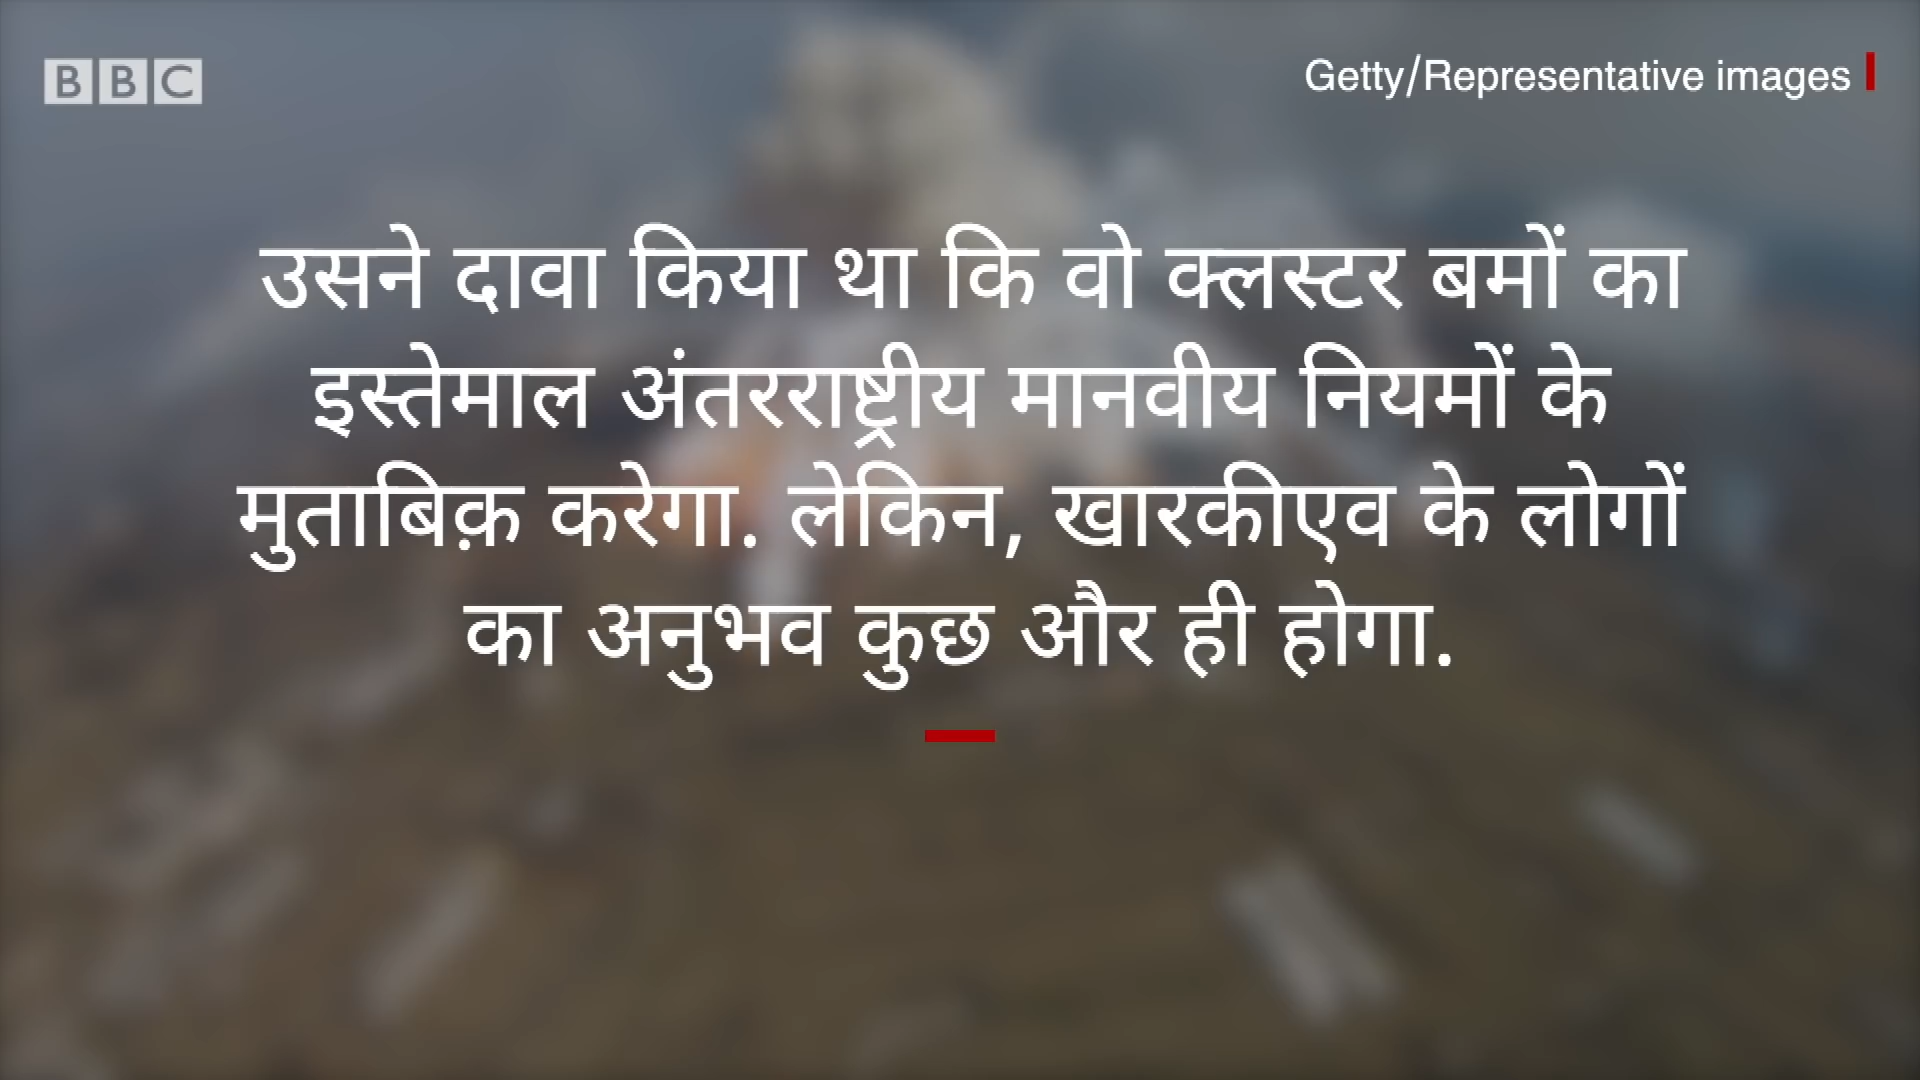 BBC
Getty/Representative images
उसने दावा किया था कि वो क्लस्टर बमों का
इस्तेमाल अंतरराष्ट्रीय मानवीय नियमों के
मुताबिक़ करेगा. लेकिन, खारकीएव के लोगों
का अनुभव कुछ और ही होगा.